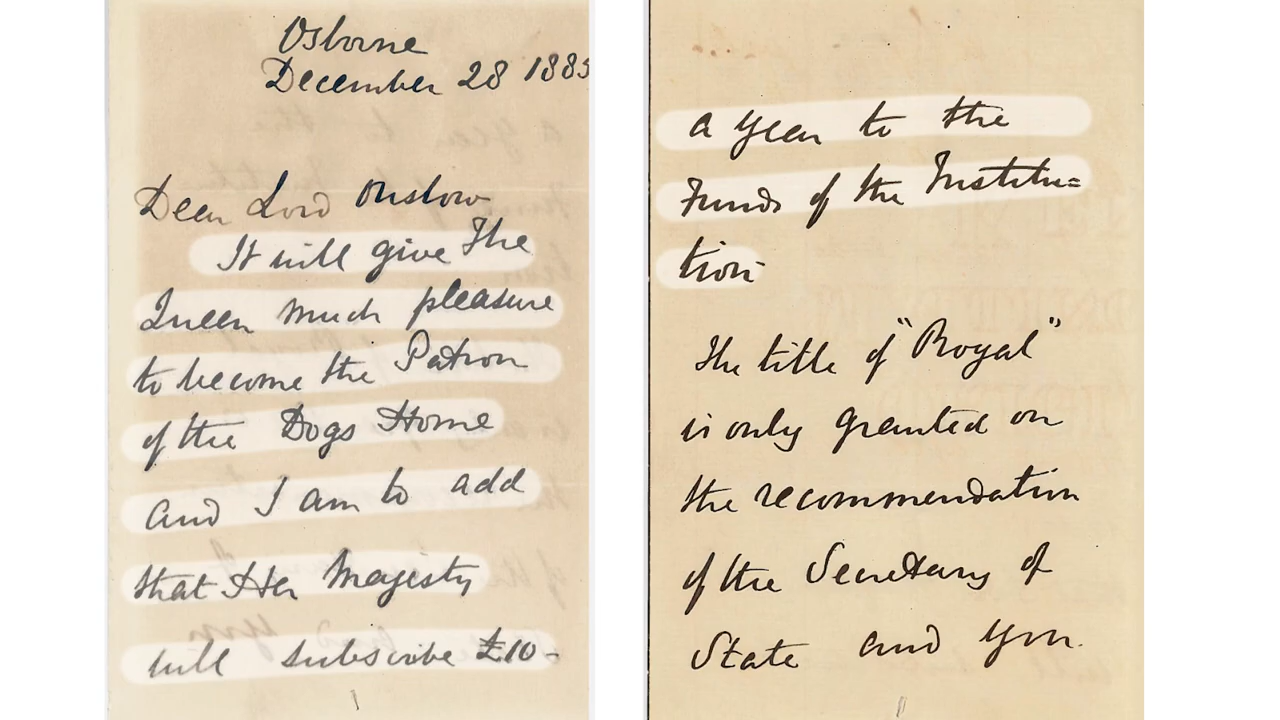 Osborne
December 28 1885
Dear Lord Onslow
It will give The
Queen much pleasure
to become the Patron
of the Dogs Home
and I am to add
that Her Majesty
will subscribe £10-
a year to the
Funds of the Institu=
tion-
The title of "Royal"
is only granted on
the recommendation
of the Secretary of
State and you